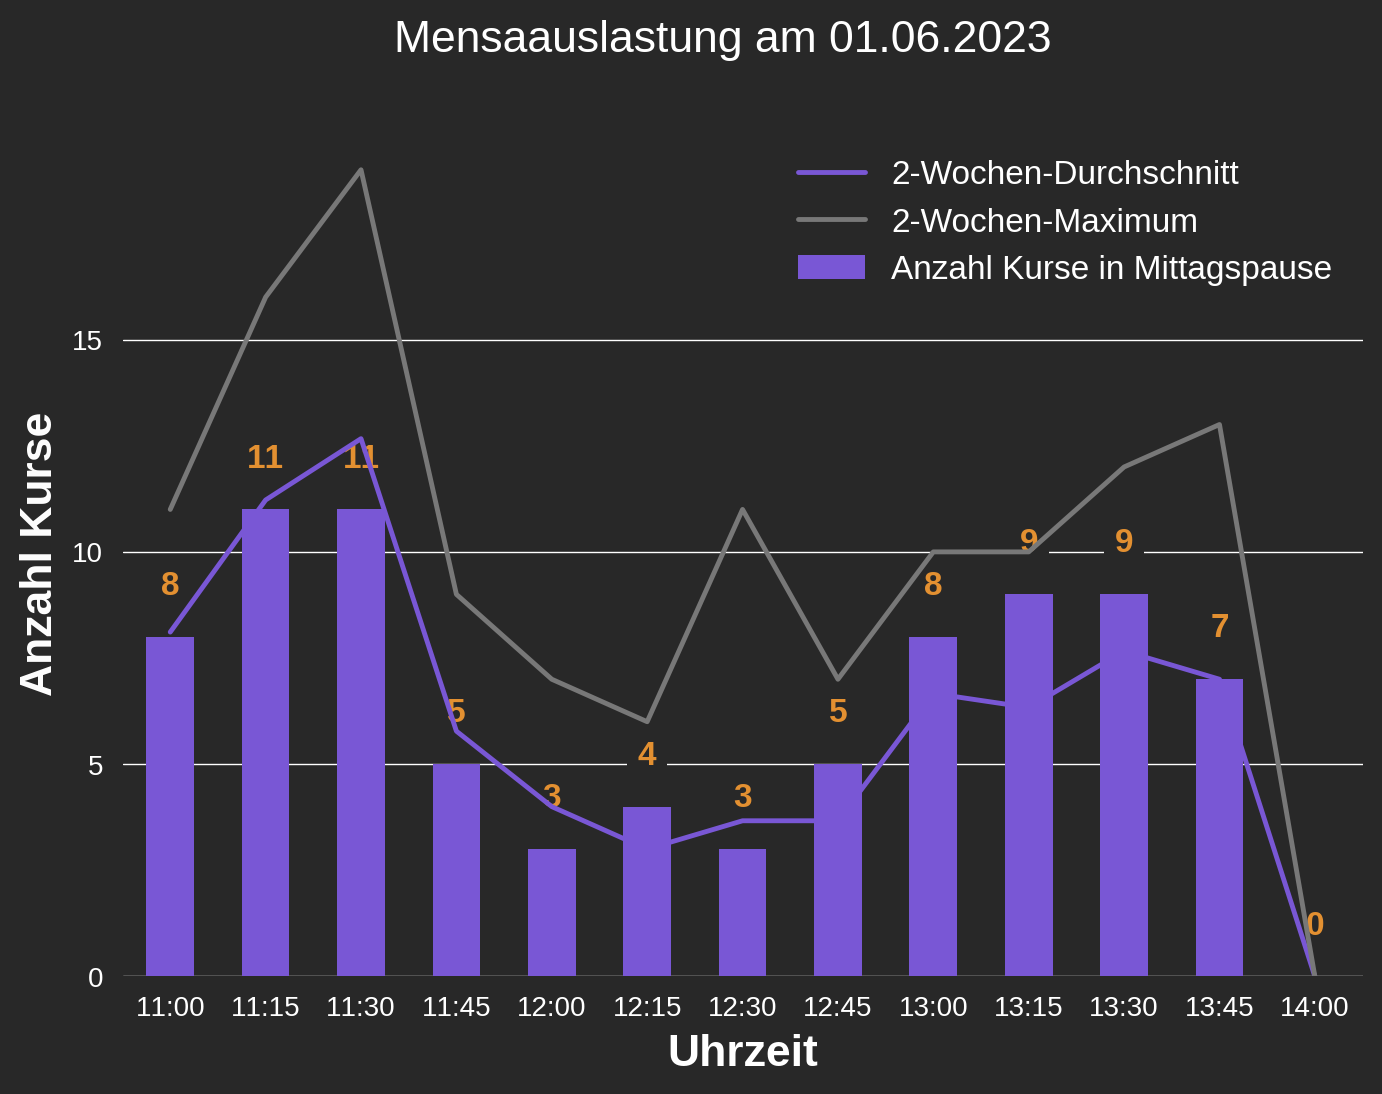 Mensaauslastung am 01.06.2023
2-Wochen-Durchschnitt
2-Wochen-Maximum
Anzahl Kurse in Mittagspause
Anzahl Kurse
15
10
5
0
8
11
11
5
3
4
3
5
8
9
9
7
0
11:00 11:15 11:30 11:45 12:00 12:15 12:30 12:45 13:00 13:15 13:30 13:45 14:00
Uhrzeit